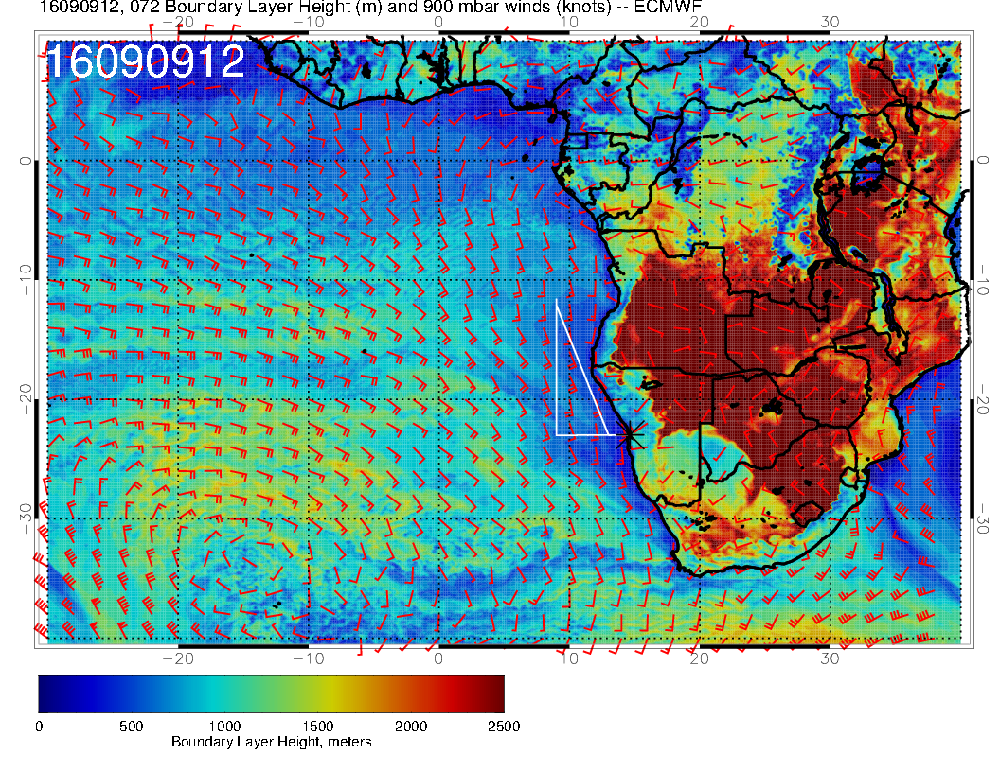 16090912, 072 Boundary Layer Height (m) and 900 mbar winds (knots) -- ECMWF
−20 −10 0 10 20 30
16090912
0 0
−10 −10
−20 −20
−30 −30
−20 −10 0 10 20 30
0 500 1000 1500 2000 2500
Boundary Layer Height, meters